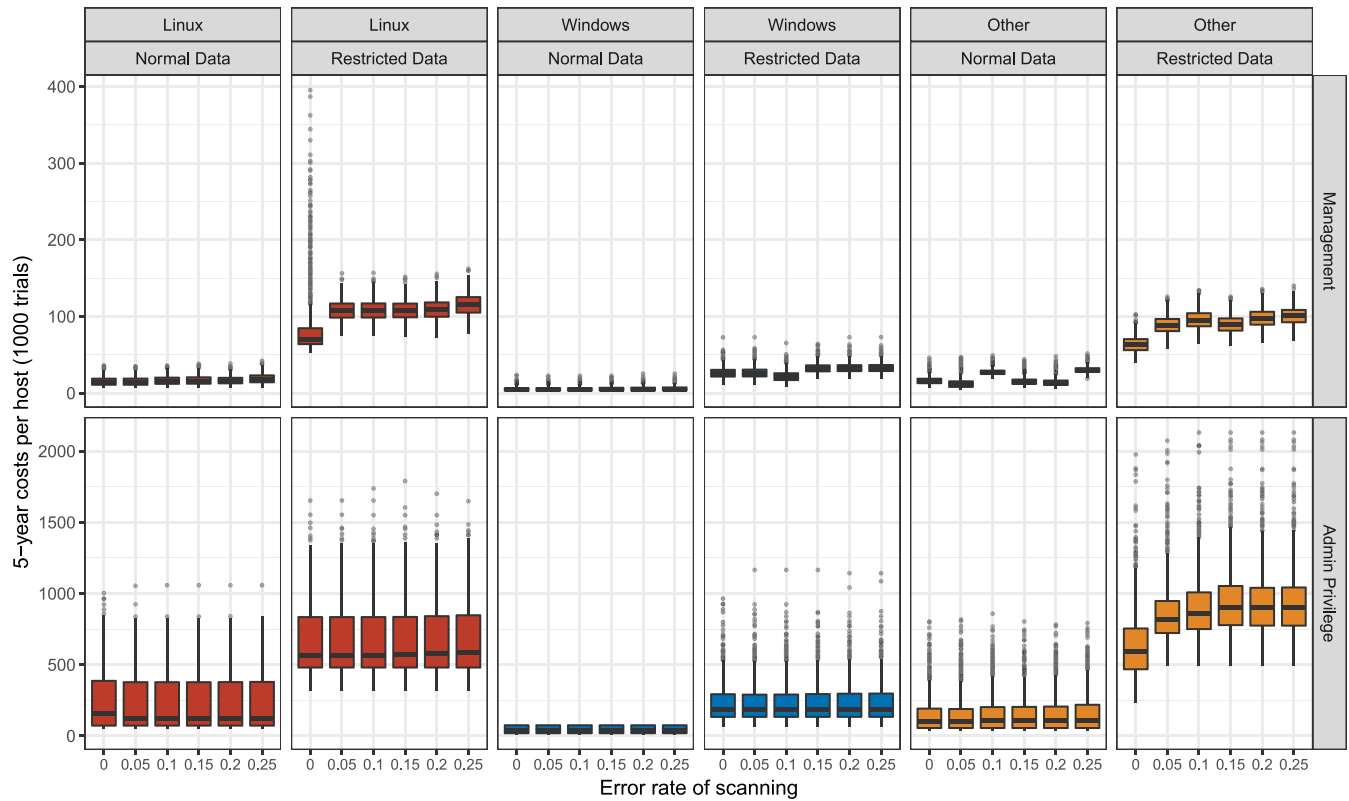 Linux Linux Windows Windows Other Other
Normal Data Restricted Data Normal Data Restricted Data Normal Data Restricted Data
5−year costs per host (1000 trials)
400
300
200
100
0
Management
2000
1500
1000
500
0
Admin Privilege
0 0.05 0.1 0.15 0.2 0.25 0 0.05 0.1 0.15 0.2 0.25 0 0.05 0.1 0.15 0.2 0.25 0 0.05 0.1 0.15 0.2 0.25 0 0.05 0.1 0.15 0.2 0.25 0 0.05 0.1 0.15 0.2 0.25
Error rate of scanning